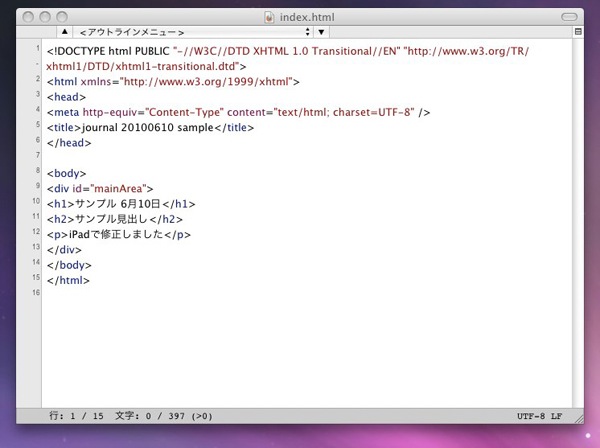 index.html
▲ <アウトラインメニュー> ▼
1 <!DOCTYPE html PUBLIC "-//W3C//DTD XHTML 1.0 Transitional//EN" "http://www.w3.org/TR/
- xhtml1/DTD/xhtml1-transitional.dtd">
2 <html xmlns="http://www.w3.org/1999/xhtml">
3 <head>
4 <meta http-equiv="Content-Type" content="text/html; charset=UTF-8" />
5 <title>journal 20100610 sample</title>
6 </head>
7
8 <body>
9 <div id="mainArea">
10 <h1>サンプル 6月10日</h1>
11 <h2>サンプル見出し</h2>
12 <p>iPadで修正しました</p>
13 </div>
14 </body>
15 </html>
16
行: 1 / 15 文字: 0 / 397 (>0) UTF-8 LF